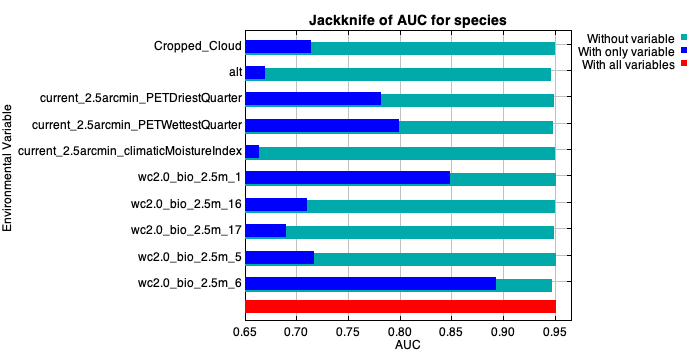 Jackknife of AUC for species
Without variable
With only variable
With all variables
Environmental Variable
Cropped_Cloud
alt
current_2.5arcmin_PETDriestQuarter
current_2.5arcmin_PETWettestQuarter
current_2.5arcmin_climaticMoistureIndex
wc2.0_bio_2.5m_1
wc2.0_bio_2.5m_16
wc2.0_bio_2.5m_17
wc2.0_bio_2.5m_5
wc2.0_bio_2.5m_6
0.65 0.70 0.75 0.80 0.85 0.90 0.95
AUC